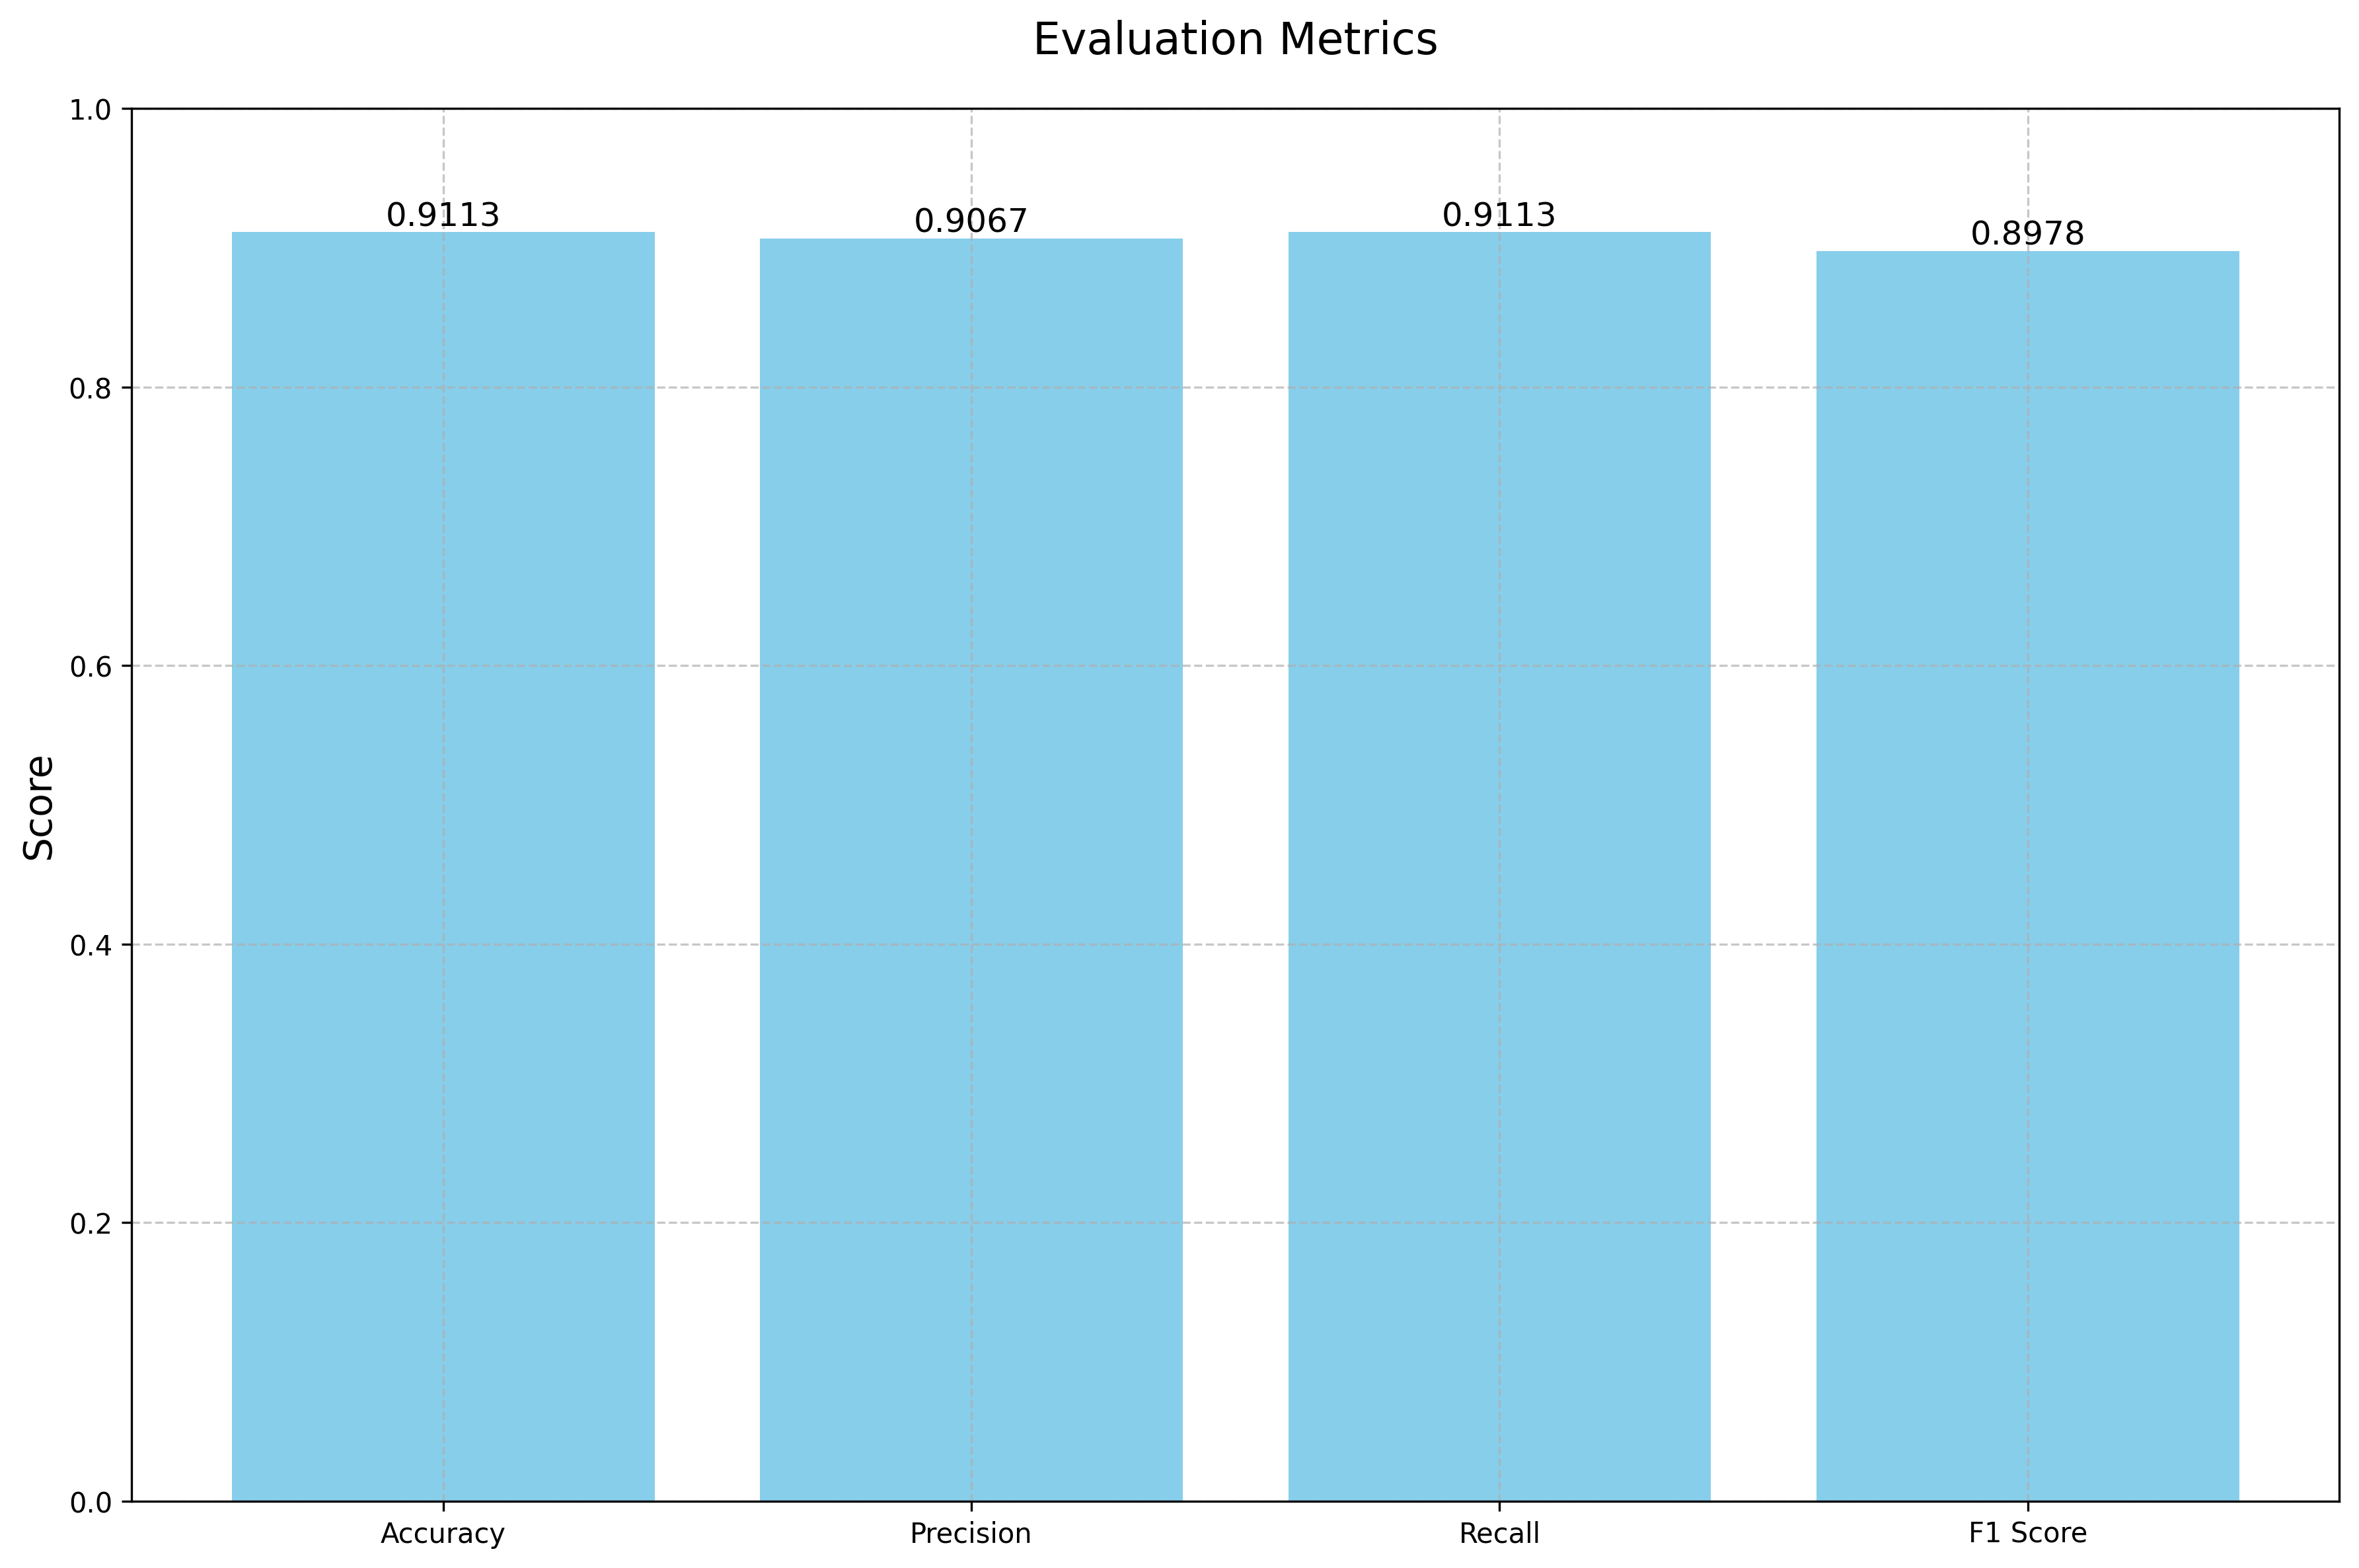 Evaluation Metrics
1.0
0.8
0.6
0.4
0.2
0.0
Score
0.9113
0.9067
0.9113
0.8978
Accuracy
Precision
Recall
F1 Score